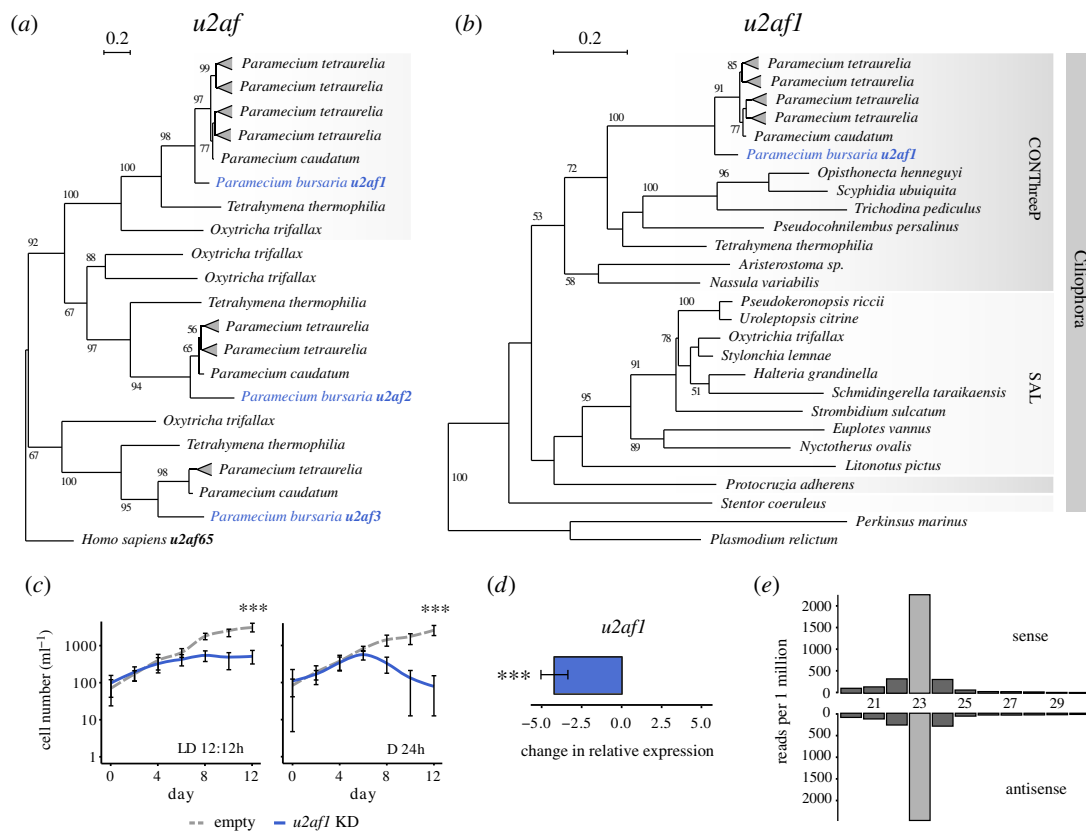 (a)
u2af
0.2
99
Paramecium tetraurelia
Paramecium tetraurelia
97
Paramecium tetraurelia
98
Paramecium tetraurelia
77
Paramecium caudatum
100
Paramecium bursaria u2af1
100
Tetrahymena thermophilia
Oxytricha trifallax
92
Oxytricha trifallax
88
Oxytricha trifallax
67
Tetrahymena thermophilia
56
Paramecium tetraurelia
65
Paramecium tetraurelia
97
Paramecium caudatum
94
Paramecium bursaria u2af2
Oxytricha trifallax
67
Tetrahymena thermophilia
98
Paramecium tetraurelia
100
Paramecium caudatum
95
Paramecium bursaria u2af3
Homo sapiens u2af65
(b)
u2af1
0.2
85
Paramecium tetraurelia
Paramecium tetraurelia
91
Paramecium tetraurelia
Paramecium tetraurelia
100
77
Paramecium caudatum
Paramecium bursaria u2af1
72
96
Opisthonecta henneguyi
100
Scyphidia ubuiquita
Trichodina pediculus
53
Pseudocohnilembus persalinus
Tetrahymena thermophilia
Aristerostoma sp.
58
Nassula variabilis
100
Pseudokeronopsis riccii
Uroleptopsis citrine
78
Oxytrichia trifallax
Stylonchia lemnae
91
Halteria grandinella
51
Schmidingerella taraikaensis
95
Strombidium sulcatum
Euplotes vannus
89
Nyctotherus ovalis
Litonotus pictus
100
Protocruzia adherens
Stentor coeruleus
Perkinsus marinus
Plasmodium relictum
CONThreeP
SAL
Ciliophora
(c)
cell number (ml−1)
1000
100
10
1
***
LD 12:12h
0 4 8 12
day
***
D 24h
0 4 8 12
day
empty
u2af1 KD
(d)
u2af1
***
−5.0 −2.5 0.0 2.5 5.0
change in relative expression
(e)
reads per 1 million
2000
1500
1000
500
0
sense
21 23 25 27 29
0
500
1000
1500
2000
antisense